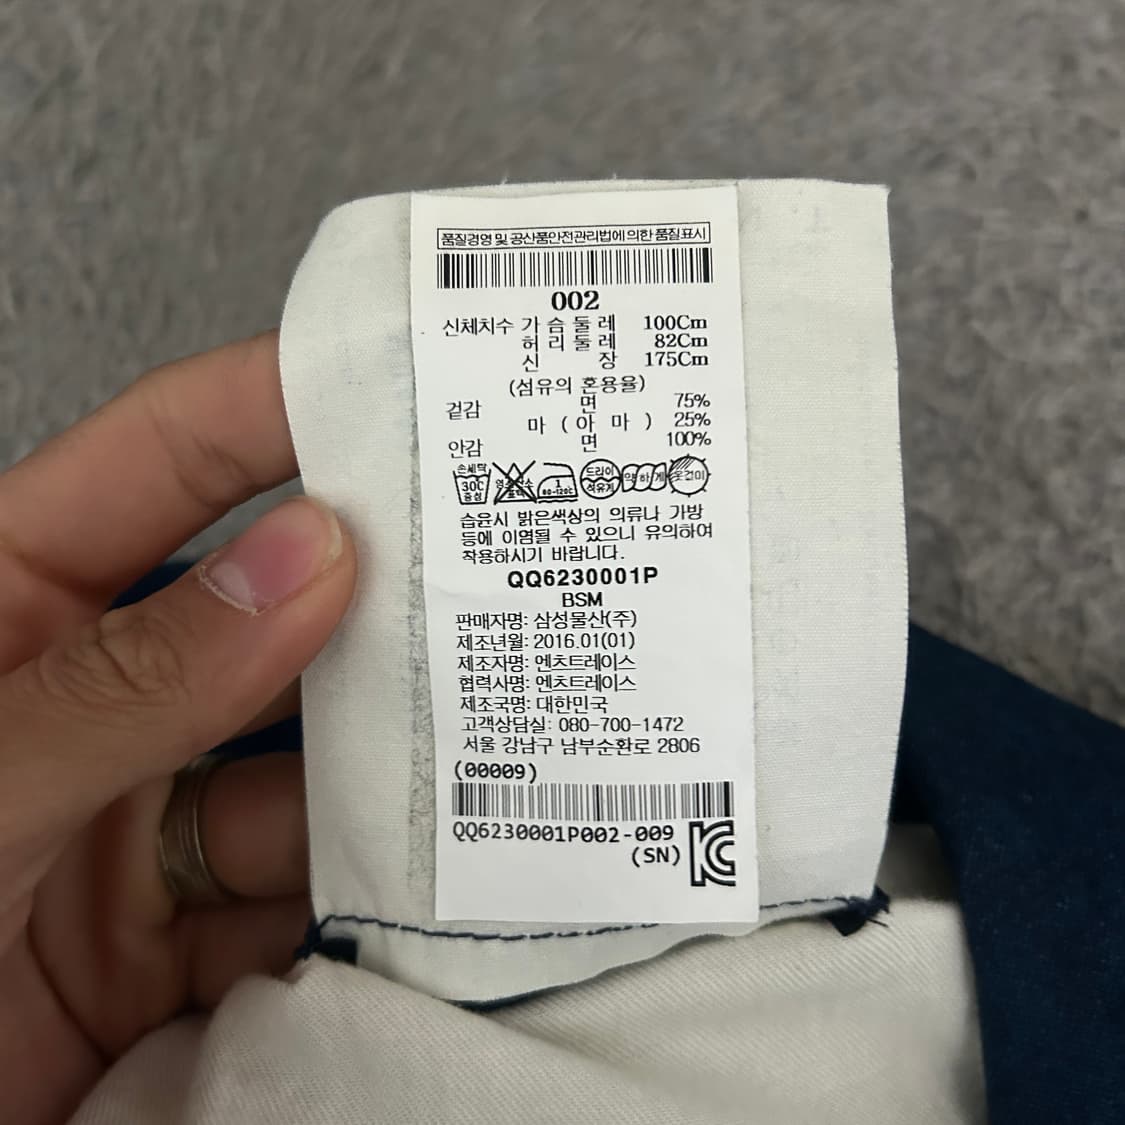 품질경영 및 공산품안전관리법에 의한 품질표시
002
신체치수 가 슴 둘 레 100Cm
허 리 둘 레 82Cm
신 장 175Cm
(섬유의 혼용율)
겉감 면 75%
마 ( 아 마 ) 25%
안감 면 100%
손세탁 30C 중성 드라이 석유계 약하게 옷걸이
1 80-120C
습윤시 밝은색상의 의류나 가방
등에 이염될 수 있으니 유의하여
착용하시기 바랍니다.
QQ6230001P
BSM
판매자명: 삼성물산(주)
제조년월: 2016.01(01)
제조자명: 엔츠트레이스
협력사명: 엔츠트레이스
제조국명: 대한민국
고객상담실: 080-700-1472
서울 강남구 남부순환로 2806
(00009)
QQ6230001P002-009
(SN)